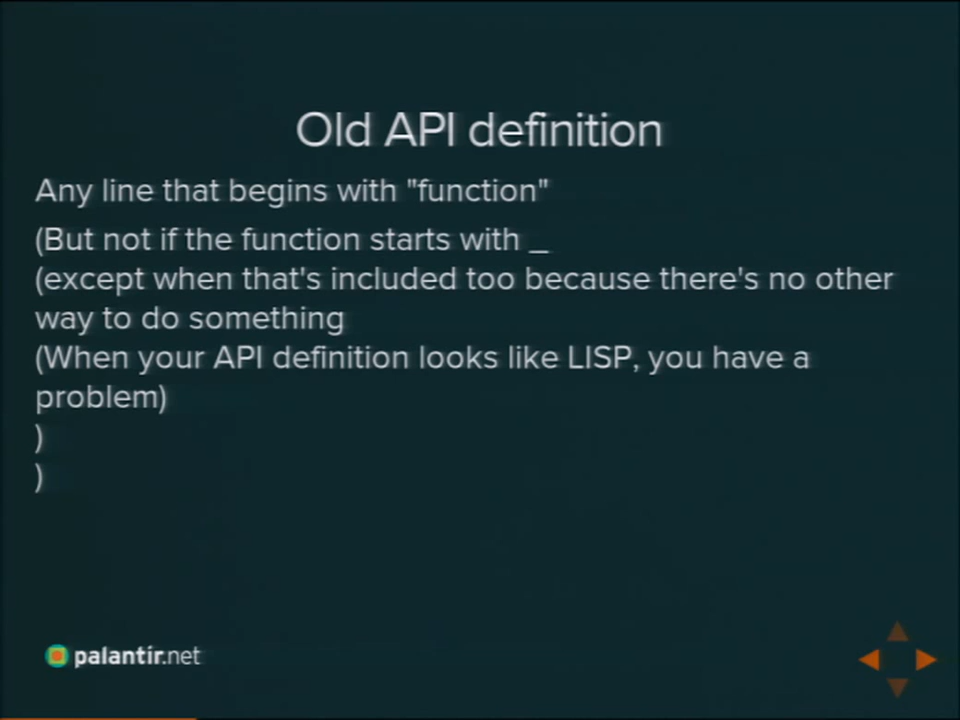 Old API definition
Any line that begins with "function"
(But not if the function starts with _
(except when that's included too because there's no other
way to do something
(When your API definition looks like LISP, you have a
problem)
)
)
palantir.net